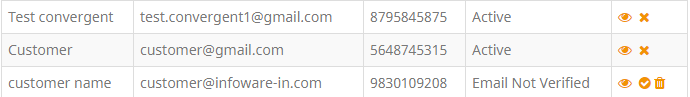 Test convergent test.convergent1@gmail.com 8795845875 Active
Customer customer@gmail.com 5648745315 Active
customer name customer@infoware-in.com 9830109208 Email Not Verified